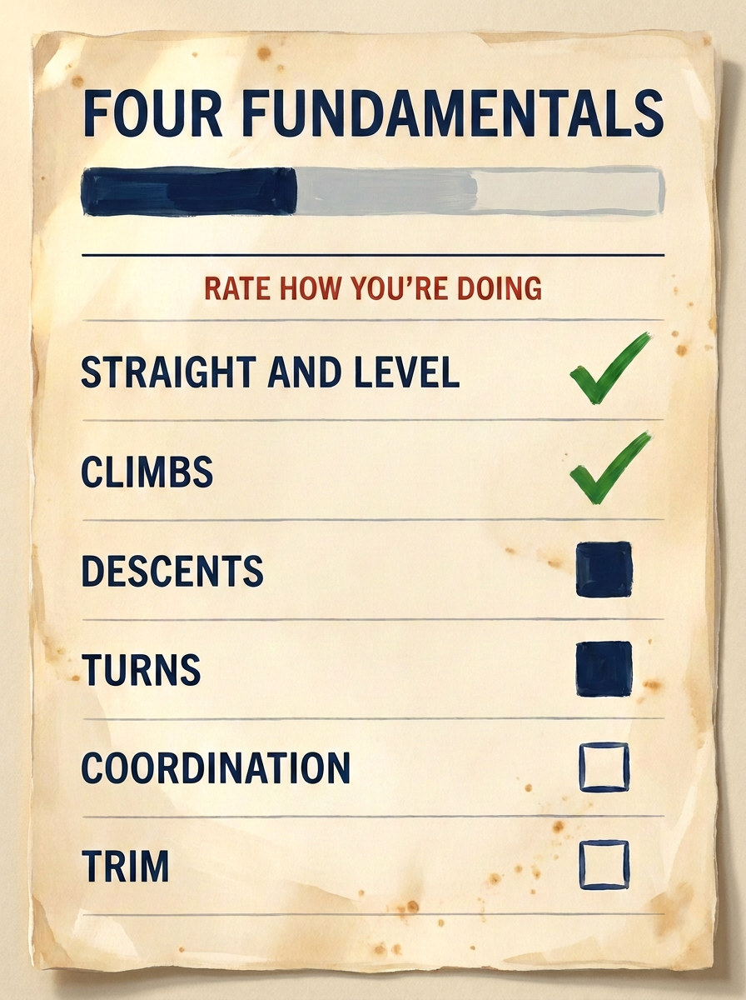 FOUR FUNDAMENTALS
RATE HOW YOU’RE DOING
STRAIGHT AND LEVEL
CLIMBS
DESCENTS
TURNS
COORDINATION
TRIM